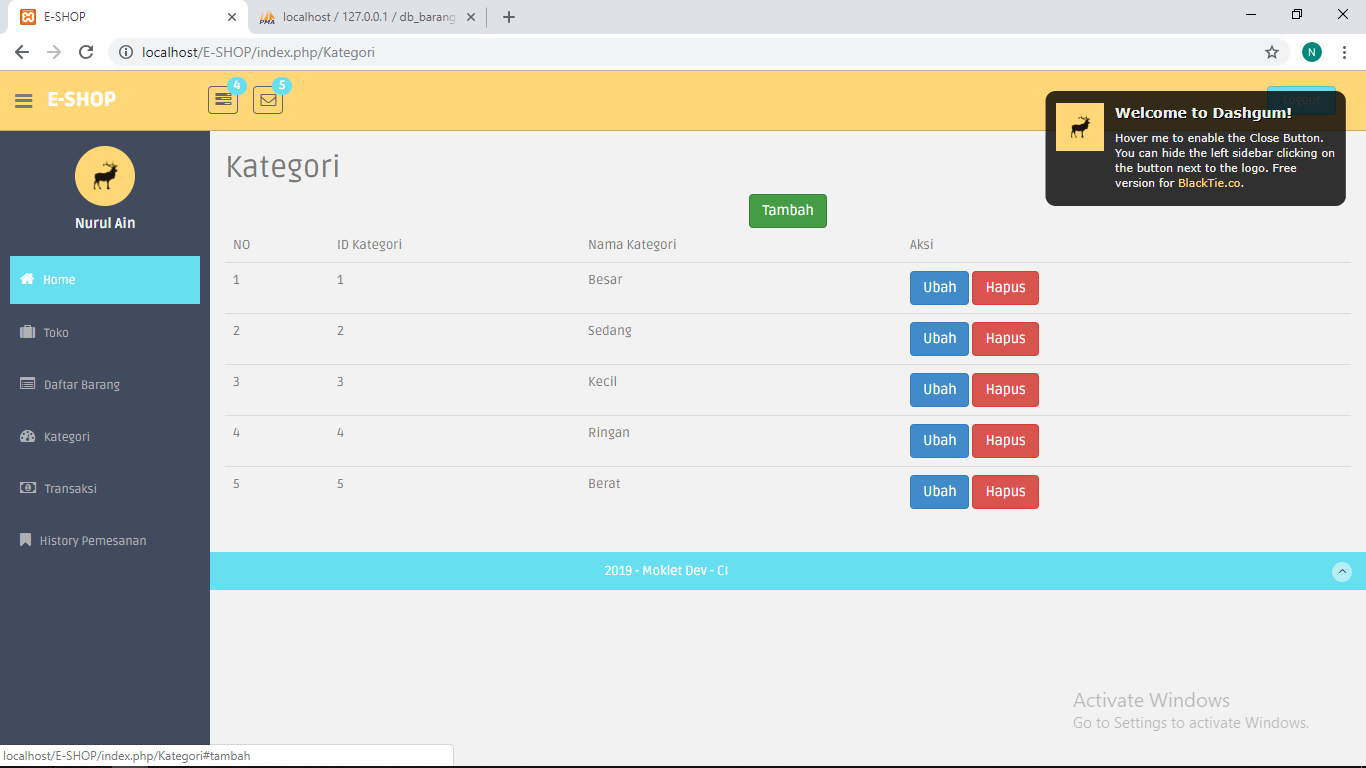 E-SHOP
localhost / 127.0.0.1 / db_barang
localhost/E-SHOP/index.php/Kategori
N
E-SHOP
4
5
Logout
Welcome to Dashgum!
Hover me to enable the Close Button.
You can hide the left sidebar clicking on
the button next to the logo. Free
version for BlackTie.co.
Nurul Ain
Home
Toko
Daftar Barang
Kategori
Transaksi
History Pemesanan
Kategori
Tambah
NO ID Kategori Nama Kategori Aksi
1 1 Besar Ubah Hapus
2 2 Sedang Ubah Hapus
3 3 Kecil Ubah Hapus
4 4 Ringan Ubah Hapus
5 5 Berat Ubah Hapus
2019 - Moklet Dev - CI
Activate Windows
Go to Settings to activate Windows.
localhost/E-SHOP/index.php/Kategori#tambah